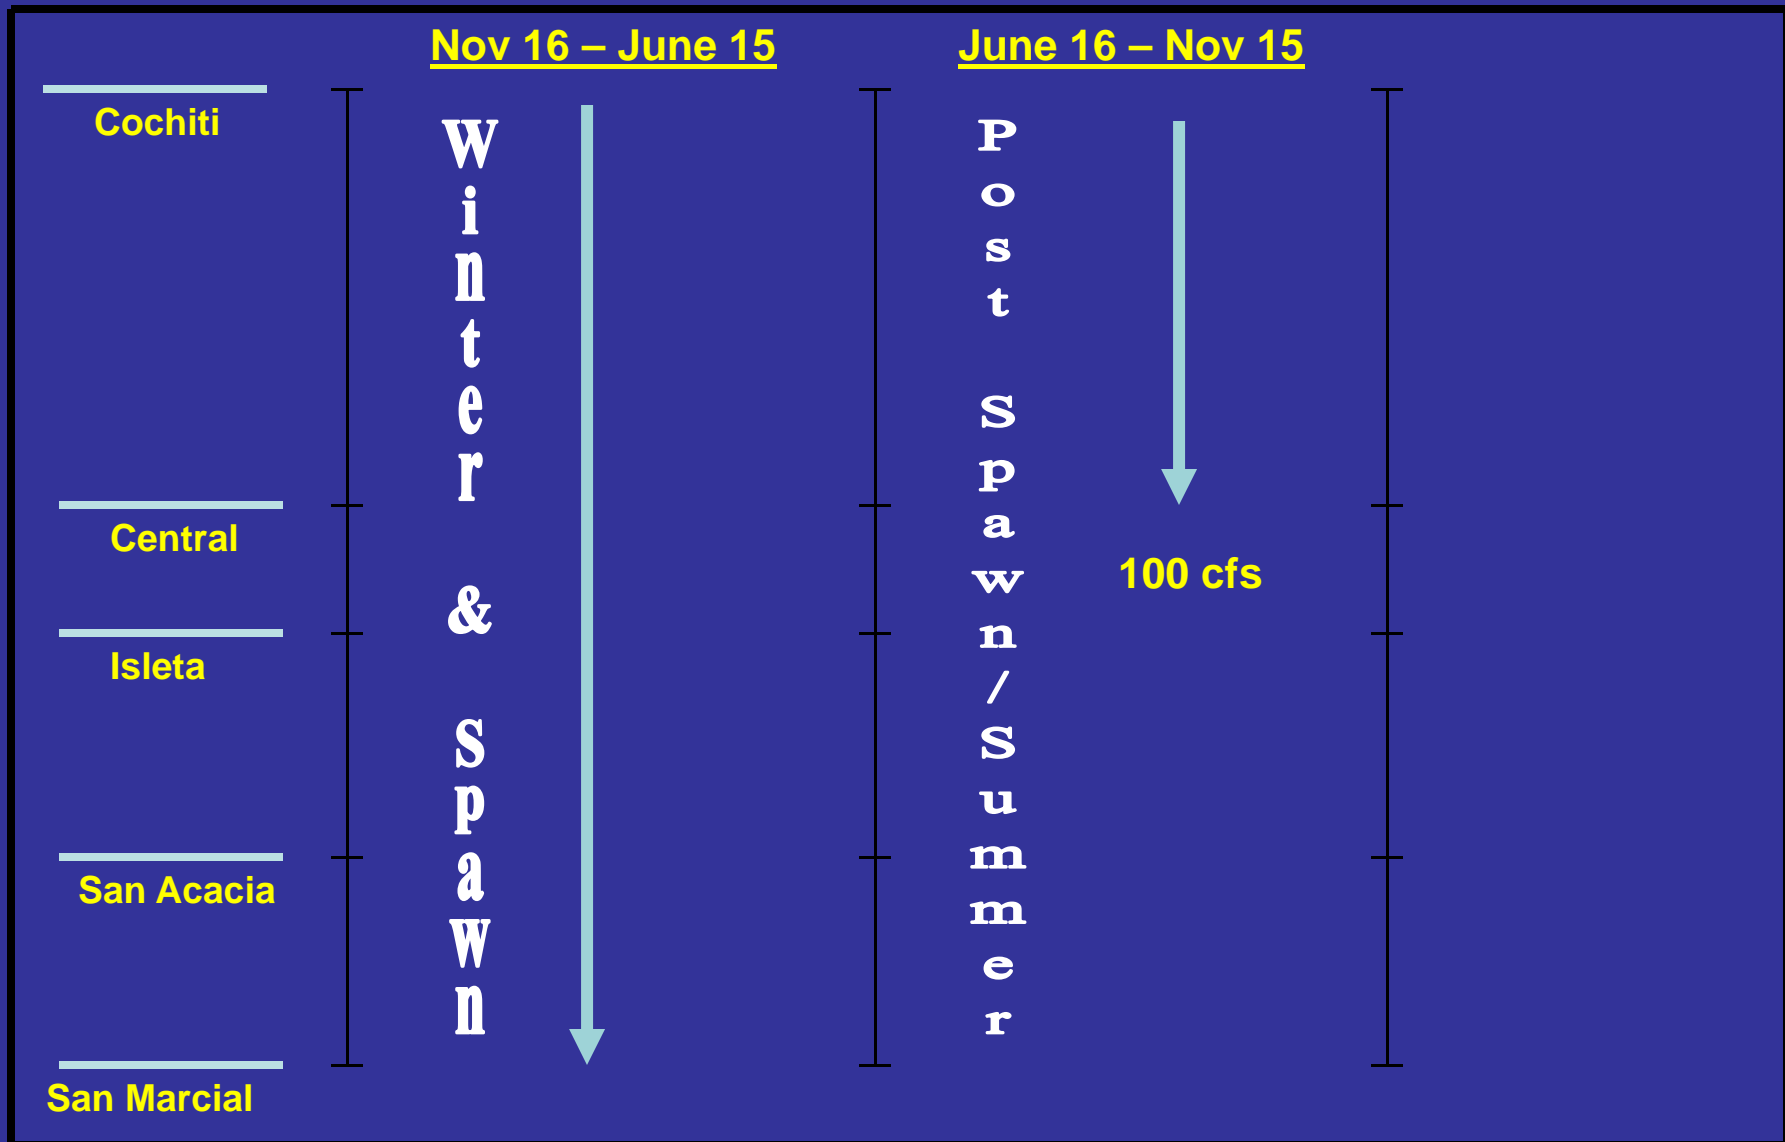 Nov 16 – June 15
June 16 – Nov 15
Cochiti
Central
Isleta
San Acacia
San Marcial
Winter & Spawn
Post Spawn/Summer
100 cfs